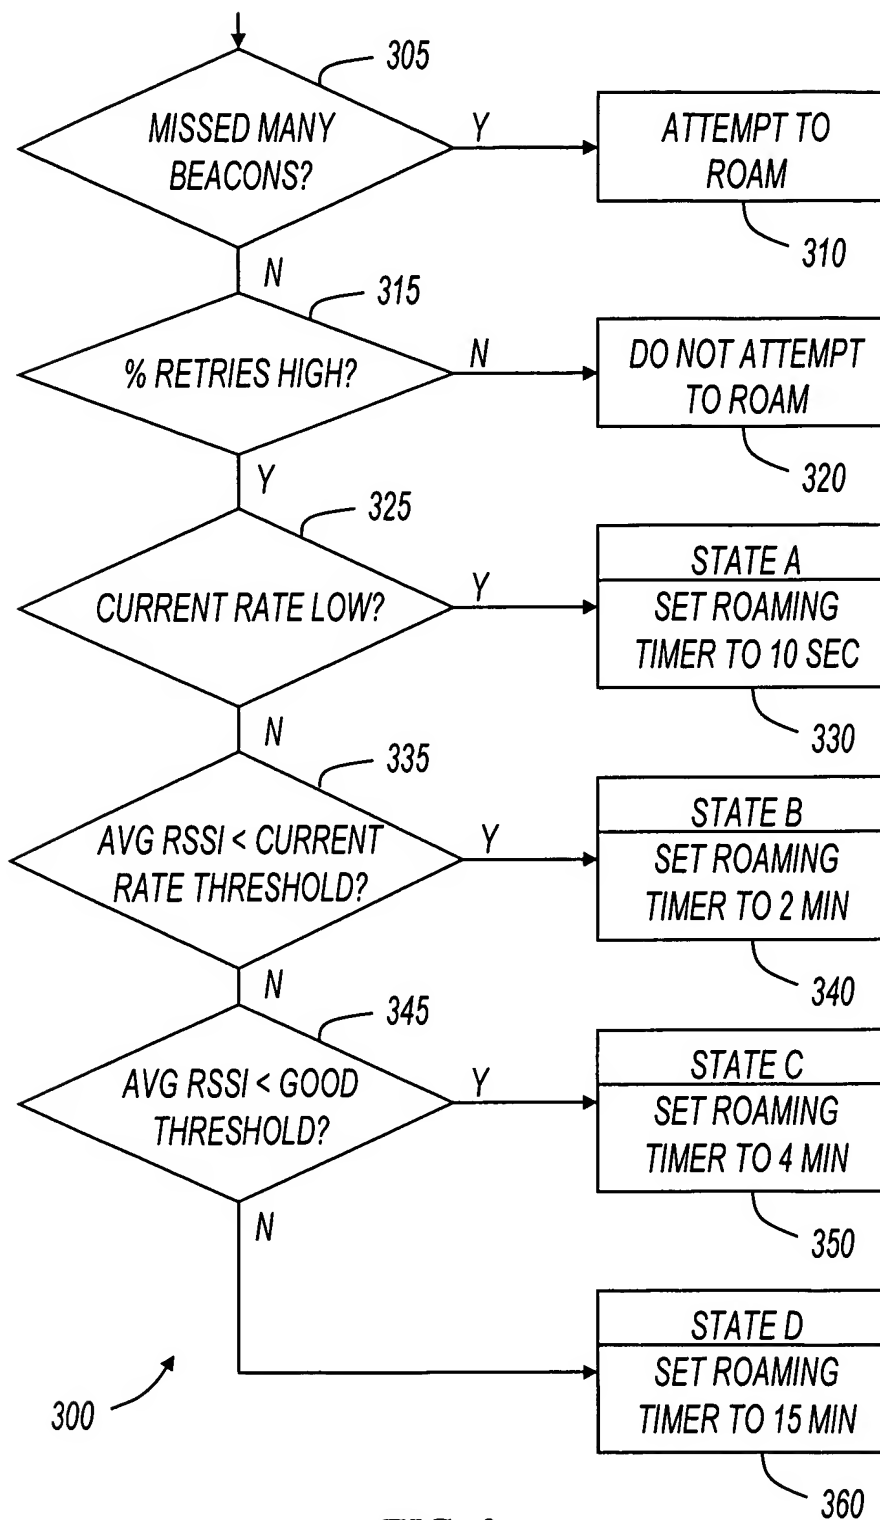 305
MISSED MANY
BEACONS?
Y
ATTEMPT TO
ROAM
310
N
315
% RETRIES HIGH?
N
DO NOT ATTEMPT
TO ROAM
320
Y
325
CURRENT RATE LOW?
Y
STATE A
SET ROAMING
TIMER TO 10 SEC
330
N
335
AVG RSSI < CURRENT
RATE THRESHOLD?
Y
STATE B
SET ROAMING
TIMER TO 2 MIN
340
N
345
AVG RSSI < GOOD
THRESHOLD?
Y
STATE C
SET ROAMING
TIMER TO 4 MIN
350
N
STATE D
SET ROAMING
TIMER TO 15 MIN
360
300